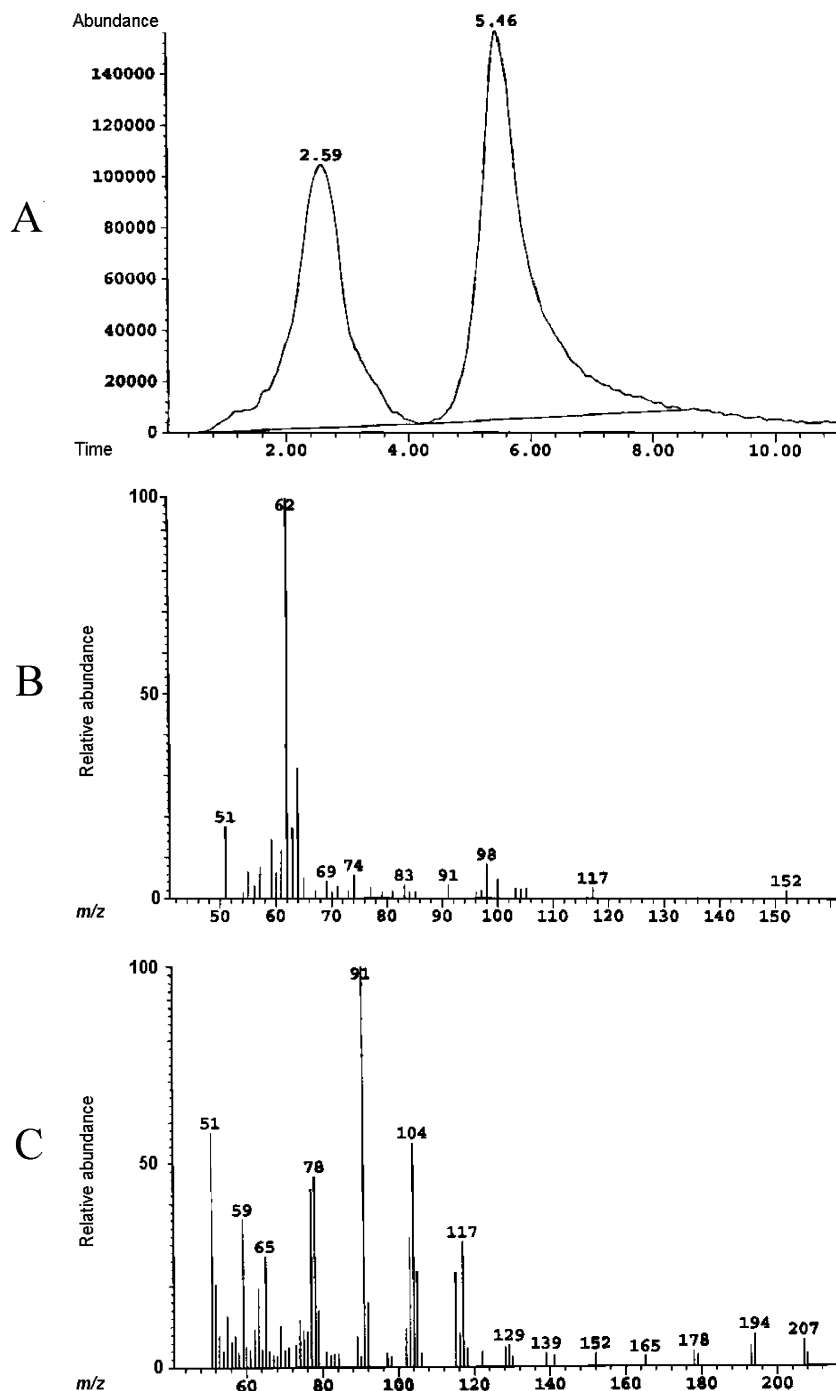 Abundance
5.46
140000
120000
2.59
100000
A
80000
60000
40000
20000
0
Time 2.00 4.00 6.00 8.00 10.00
100
62
B
Relative abundance
50
51
69 74 83 91 98 117 152
0
m/z 50 60 70 80 90 100 110 120 130 140 150
100
91
C
Relative abundance
51
104
50
78
59
65
117
129 139 152 165 178 194 207
0
m/z 60 80 100 120 140 160 180 200